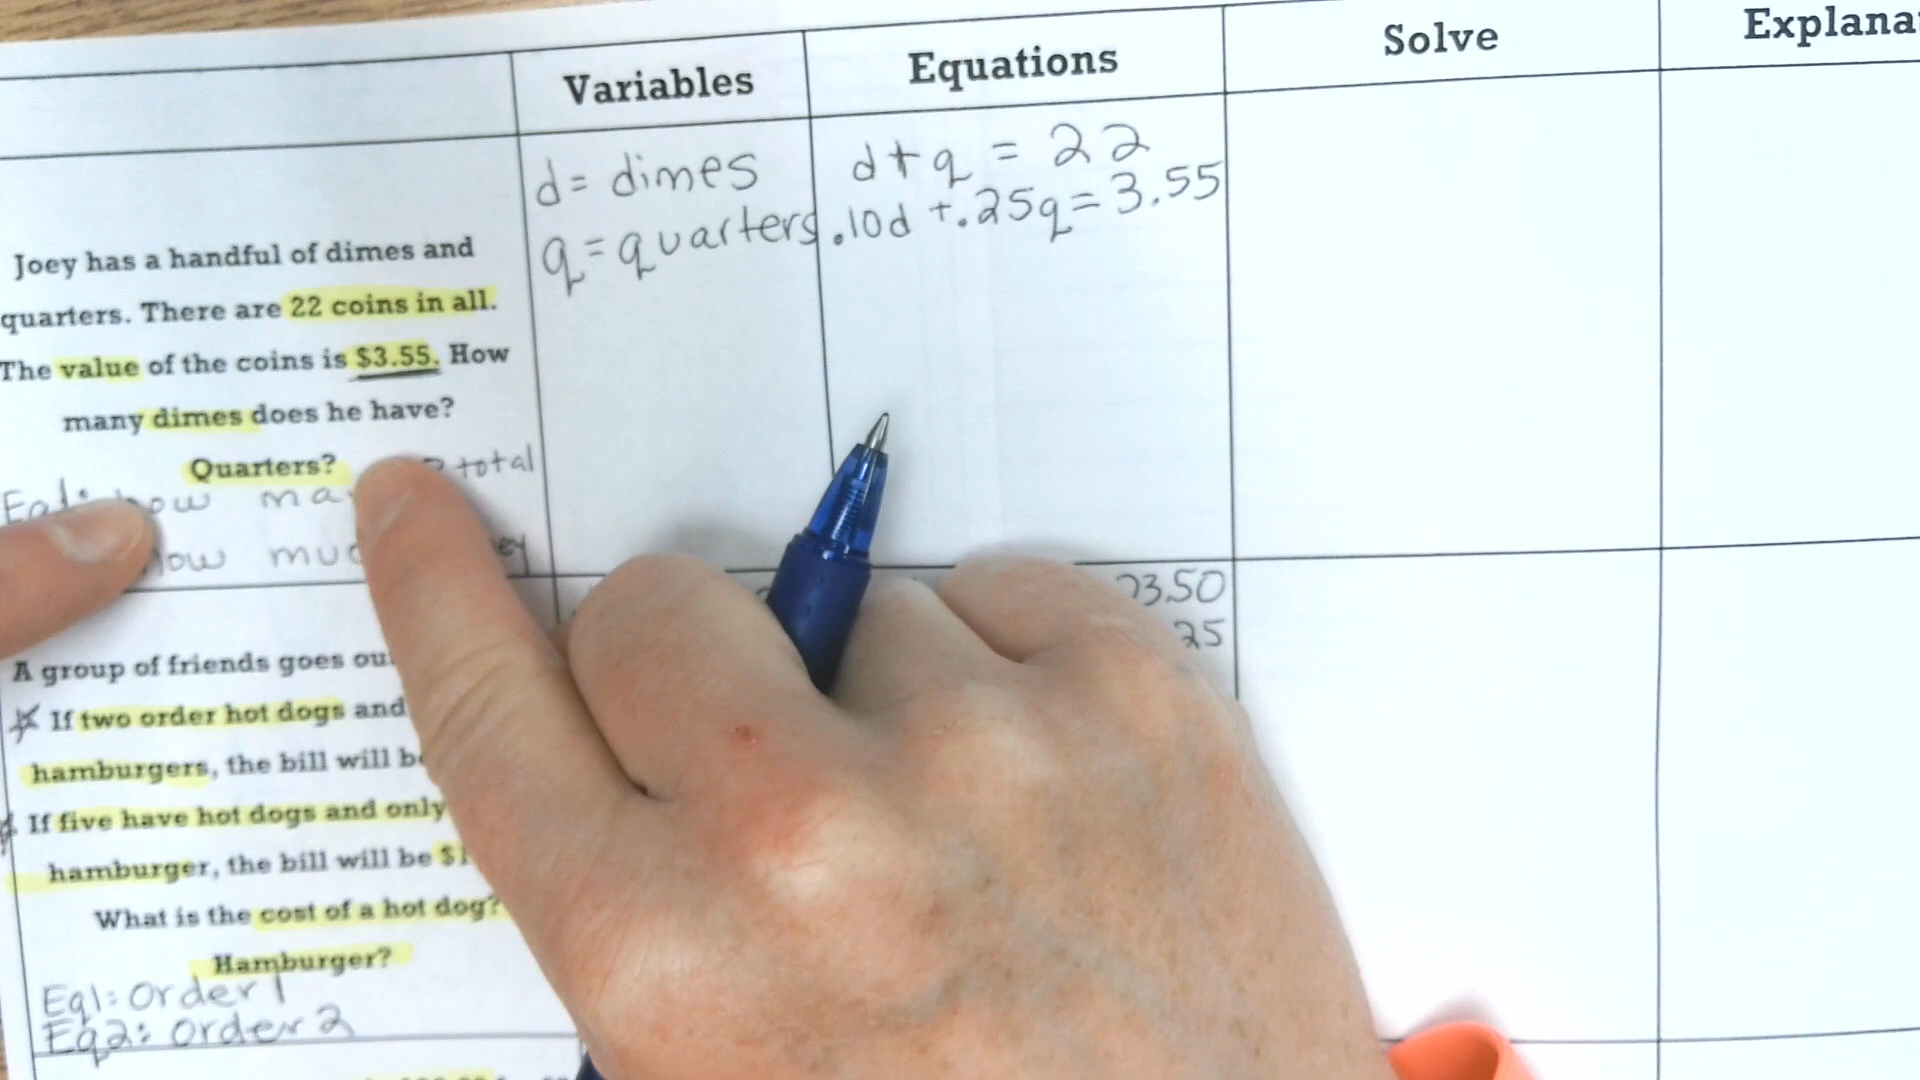 Variables
Equations
Solve
d = dimes
q = quarters
d + q = 22
.10d + .25q = 3.55
Joey has a handful of dimes and
quarters. There are 22 coins in all.
The value of the coins is $3.55. How
many dimes does he have?
Quarters?
total
much
3.50
25
A group of friends goes
If two order hot dogs and
hamburgers, the bill will
If five have hot dogs and only
hamburger, the bill will be
What is the cost of a hot dog?
Hamburger?
Eq1: Order 1
Eq2: Order 2